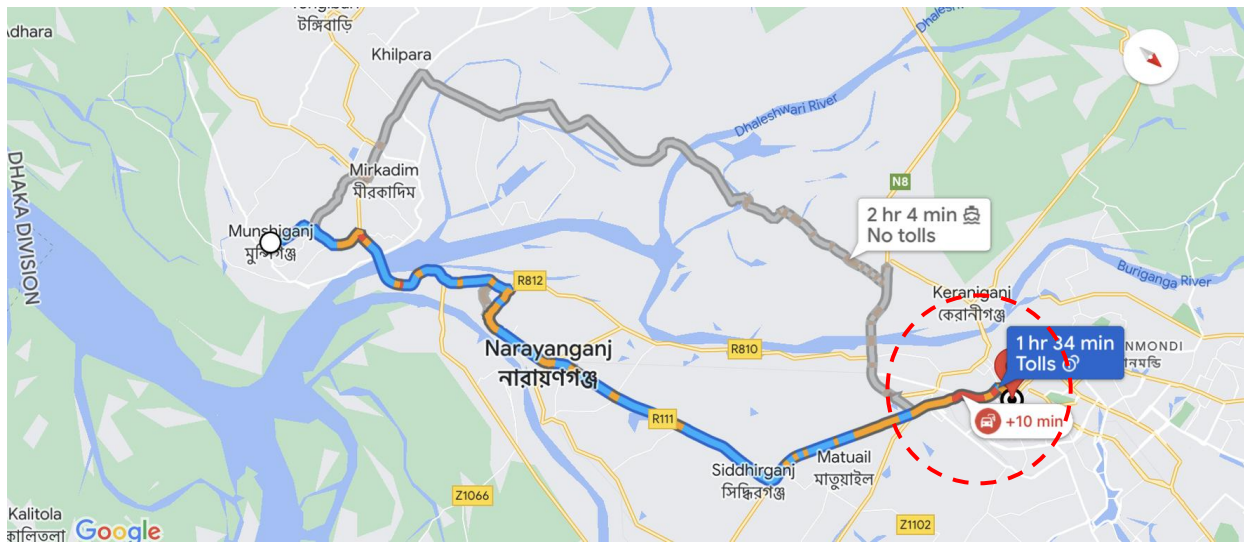 dhara
টঙ্গিবাড়ি
Khilpara
Dhaleshwari River
DHAKA DIVISION
Mirkadim
মীরকাদিম
N8
2 hr 4 min
No tolls
Munshiganj
মুন্সিগঞ্জ
Buriganga River
R812
Keraniganj
কেরানীগঞ্জ
1 hr 34 min
Tolls
NMONDI
নমন্ডি
R810
Narayanganj
নারায়ণগঞ্জ
R111
+10 min
Siddhirganj
সিদ্ধিরগঞ্জ
Matuail
মাতুয়াইল
Z1066
Z1102
Kalitola
কালিতলা
Google